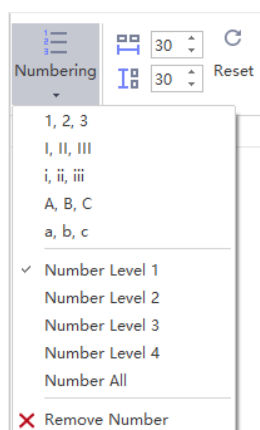 Numbering
30
30
Reset
1, 2, 3
I, II, III
i, ii, iii
A, B, C
a, b, c
Number Level 1
Number Level 2
Number Level 3
Number Level 4
Number All
Remove Number